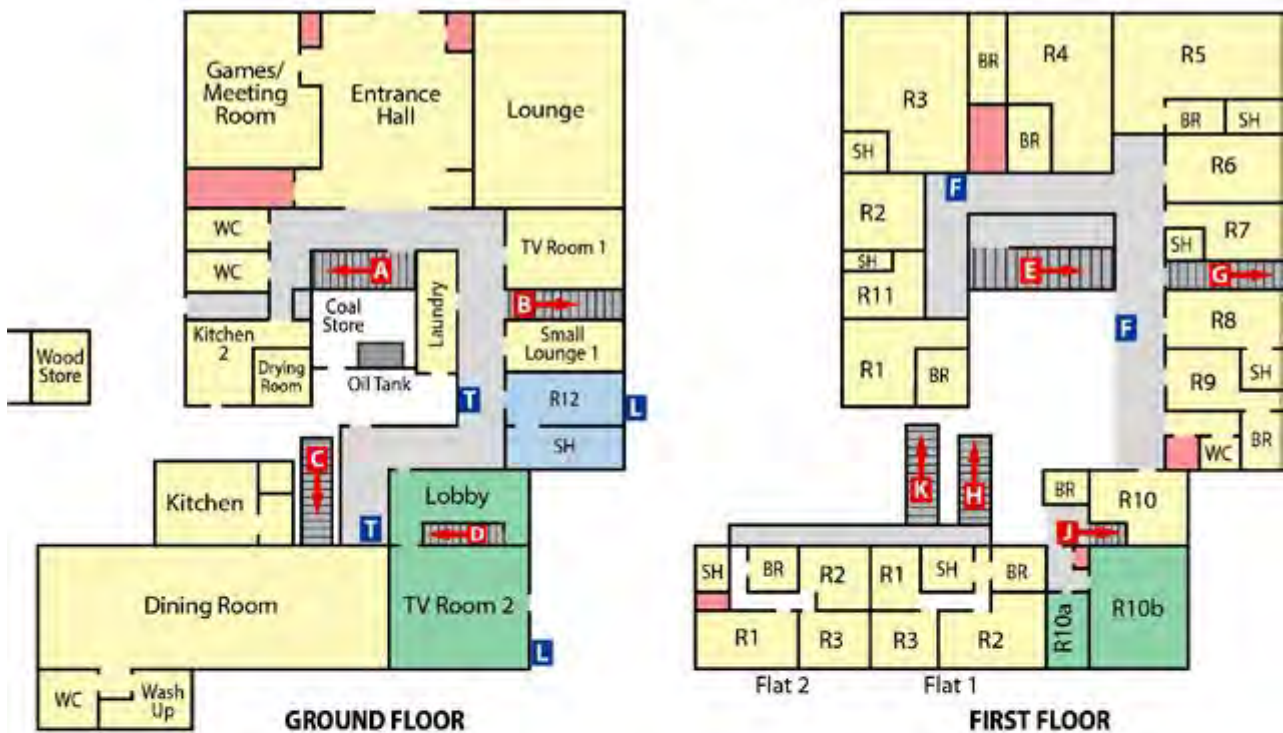 Games/
Meeting
Room
Entrance
Hall
Lounge
WC
WC
A
TV Room 1
B
Coal
Store
Laundry
Kitchen
2
Drying
Room
Oil Tank
Small
Lounge 1
Wood
Store
T
R12
L
SH
C
Kitchen
Lobby
T
D
Dining Room
TV Room 2
L
WC
Wash
Up
GROUND FLOOR
R3
BR
R4
R5
SH
BR
BR
SH
F
R6
R2
R7
SH
SH
E
G
R11
F
R8
R1
BR
R9
SH
WC
BR
K
H
BR
R10
J
SH
BR
R2
R1
SH
BR
R10a
R10b
R1
R3
R3
R2
Flat 2
Flat 1
FIRST FLOOR